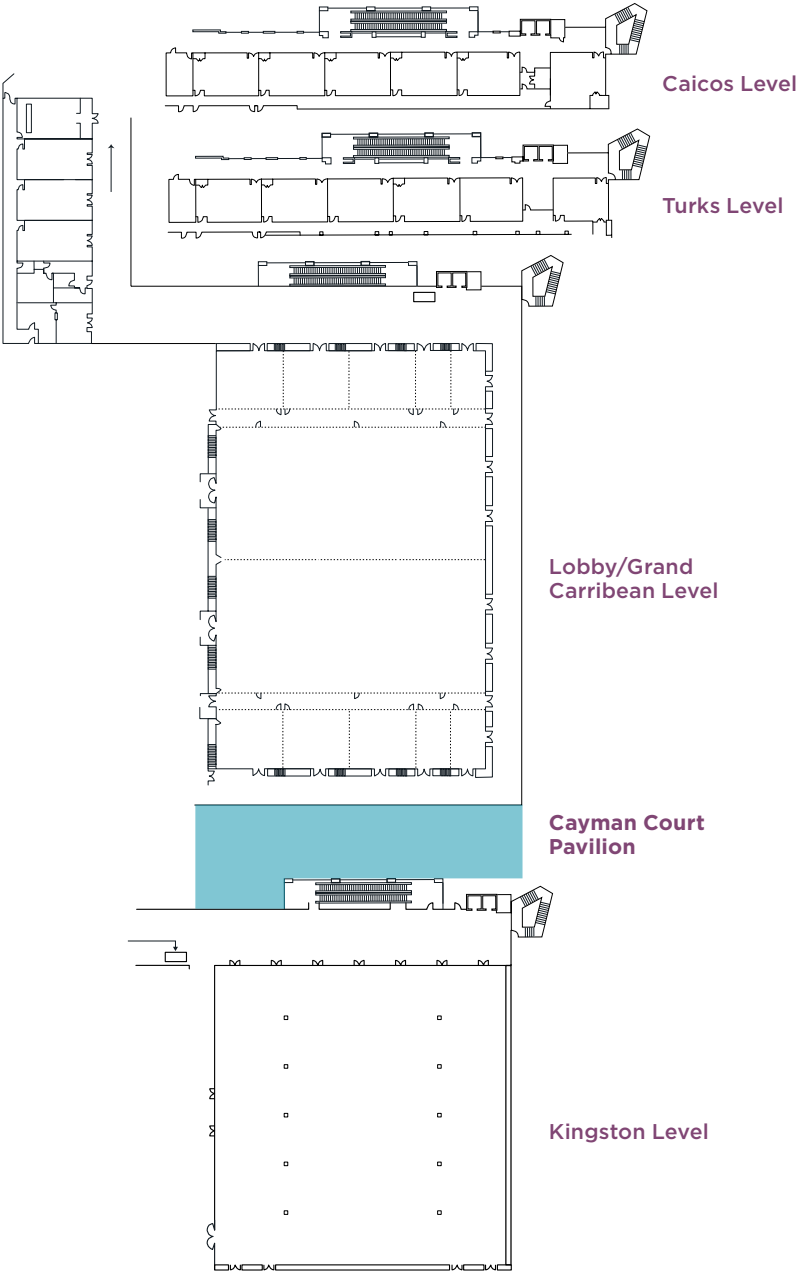 Caicos Level
Turks Level
Lobby/Grand
Carribean Level
Cayman Court
Pavilion
Kingston Level